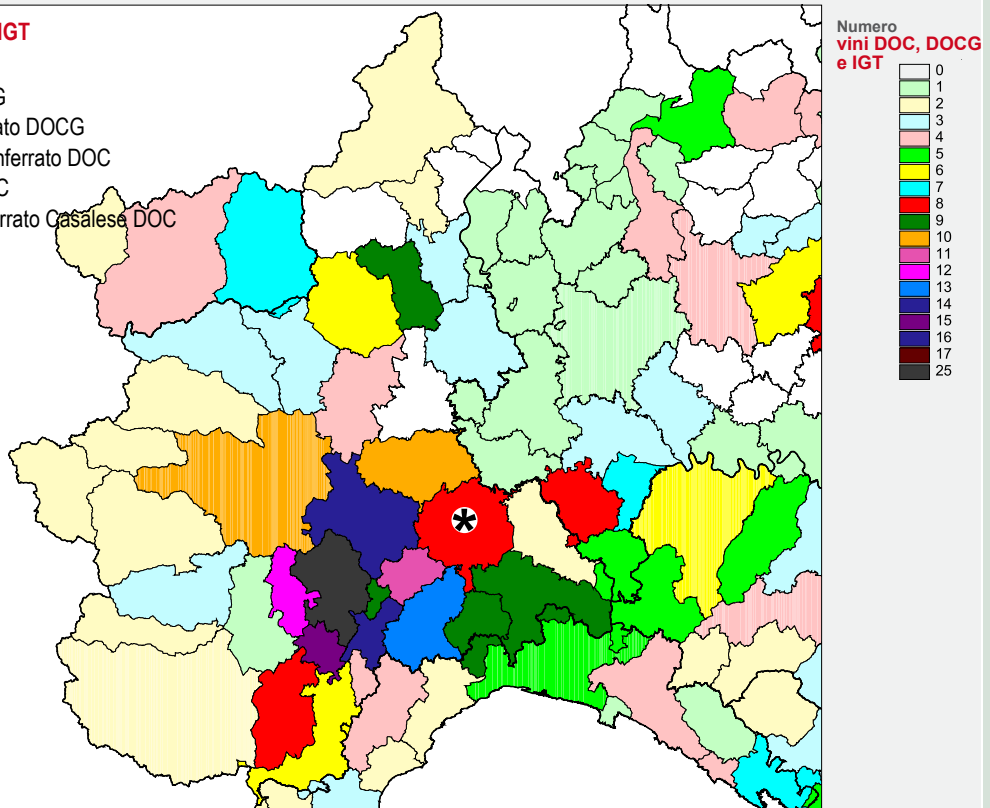 IGT
G
ato DOCG
nferrato DOC
C
rrato Casalese DOC
*
Numero
vini DOC, DOCG
e IGT
0
1
2
3
4
5
6
7
8
9
10
11
12
13
14
15
16
17
25